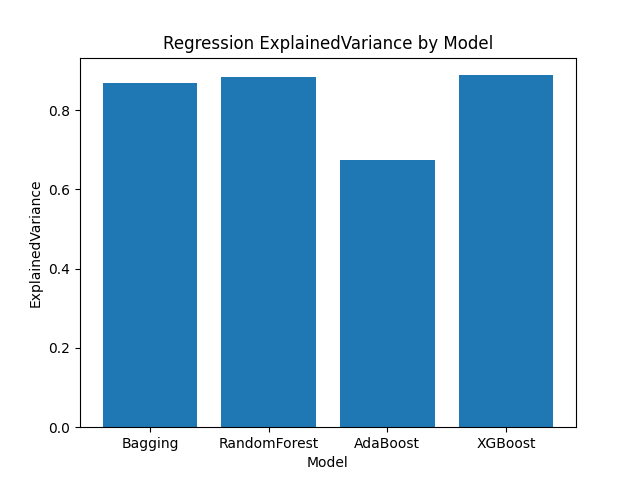 Regression ExplainedVariance by Model
ExplainedVariance
0.8
0.6
0.4
0.2
0.0
Bagging RandomForest AdaBoost XGBoost
Model